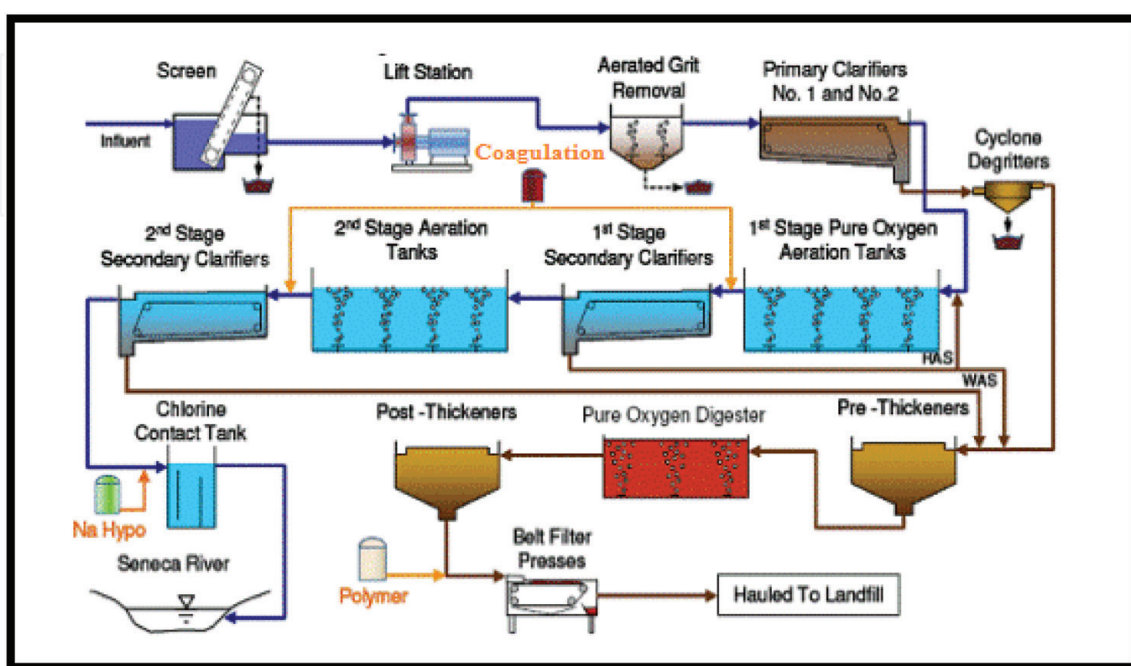 Screen
Lift Station
Aerated Grit
Removal
Primary Clarifiers
No. 1 and No.2
Influent
Coagulation
Cyclone
Degritters
2nd Stage
Secondary Clarifiers
2nd Stage Aeration
Tanks
1st Stage
Secondary Clarifiers
1st Stage Pure Oxygen
Aeration Tanks
RAS
WAS
Chlorine
Contact Tank
Post -Thickeners
Pure Oxygen Digester
Pre -Thickeners
Na Hypo
Seneca River
Polymer
Belt Filter
Presses
Hauled To Landfill